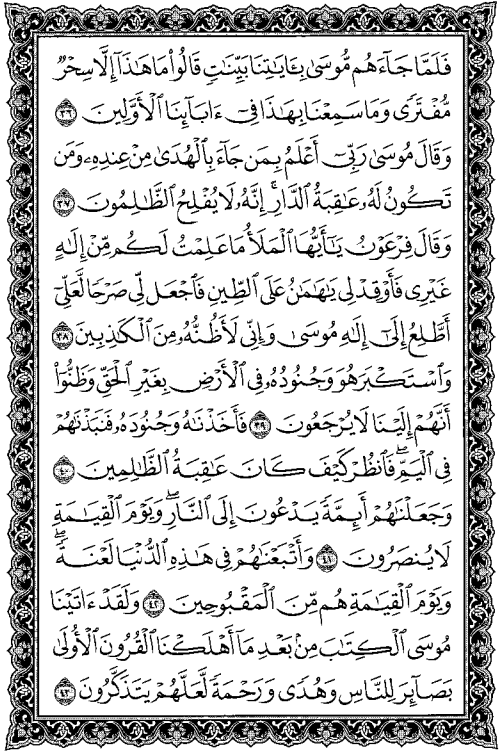 فَلَمَّا جَآءَهُم مُّوسَىٰ بِـَٔايَٰتِنَا بَيِّنَٰتٍ قَالُوا۟ مَا هَٰذَآ إِلَّا سِحْرٌ
مُّفْتَرًى وَمَا سَمِعْنَا بِهَٰذَا فِىٓ ءَابَآئِنَا ٱلْأَوَّلِينَ ٣٦
وَقَالَ مُوسَىٰ رَبِّىٓ أَعْلَمُ بِمَن جَآءَ بِٱلْهُدَىٰ مِنْ عِندِهِۦ وَمَن
تَكُونُ لَهُۥ عَٰقِبَةُ ٱلدَّارِ ۖ إِنَّهُۥ لَا يُفْلِحُ ٱلظَّٰلِمُونَ ٣٧
وَقَالَ فِرْعَوْنُ يَٰٓأَيُّهَا ٱلْمَلَأُ مَا عَلِمْتُ لَكُم مِّنْ إِلَٰهٍ
غَيْرِى فَأَوْقِدْ لِى يَٰهَٰمَٰنُ عَلَى ٱلطِّينِ فَٱجْعَل لِّى صَرْحًا لَّعَلِّىٓ
أَطَّلِعُ إِلَىٰٓ إِلَٰهِ مُوسَىٰ وَإِنِّى لَأَظُنُّهُۥ مِنَ ٱلْكَٰذِبِينَ ٣٨
وَٱسْتَكْبَرَ هُوَ وَجُنُودُهُۥ فِى ٱلْأَرْضِ بِغَيْرِ ٱلْحَقِّ وَظَنُّوٓا۟
أَنَّهُمْ إِلَيْنَا لَا يُرْجَعُونَ ٣٩ فَأَخَذْنَٰهُ وَجُنُودَهُۥ فَنَبَذْنَٰهُمْ
فِى ٱلْيَمِّ ۖ فَٱنظُرْ كَيْفَ كَانَ عَٰقِبَةُ ٱلظَّٰلِمِينَ ٤٠
وَجَعَلْنَٰهُمْ أَئِمَّةً يَدْعُونَ إِلَى ٱلنَّارِ ۖ وَيَوْمَ ٱلْقِيَٰمَةِ
لَا يُنصَرُونَ ٤١ وَأَتْبَعْنَٰهُمْ فِى هَٰذِهِ ٱلدُّنْيَا لَعْنَةً ۖ
وَيَوْمَ ٱلْقِيَٰمَةِ هُم مِّنَ ٱلْمَقْبُوحِينَ ٤٢ وَلَقَدْ ءَاتَيْنَا
مُوسَى ٱلْكِتَٰبَ مِنۢ بَعْدِ مَآ أَهْلَكْنَا ٱلْقُرُونَ ٱلْأُولَىٰ
بَصَآئِرَ لِلنَّاسِ وَهُدًى وَرَحْمَةً لَّعَلَّهُمْ يَتَذَكَّرُونَ ٤٣